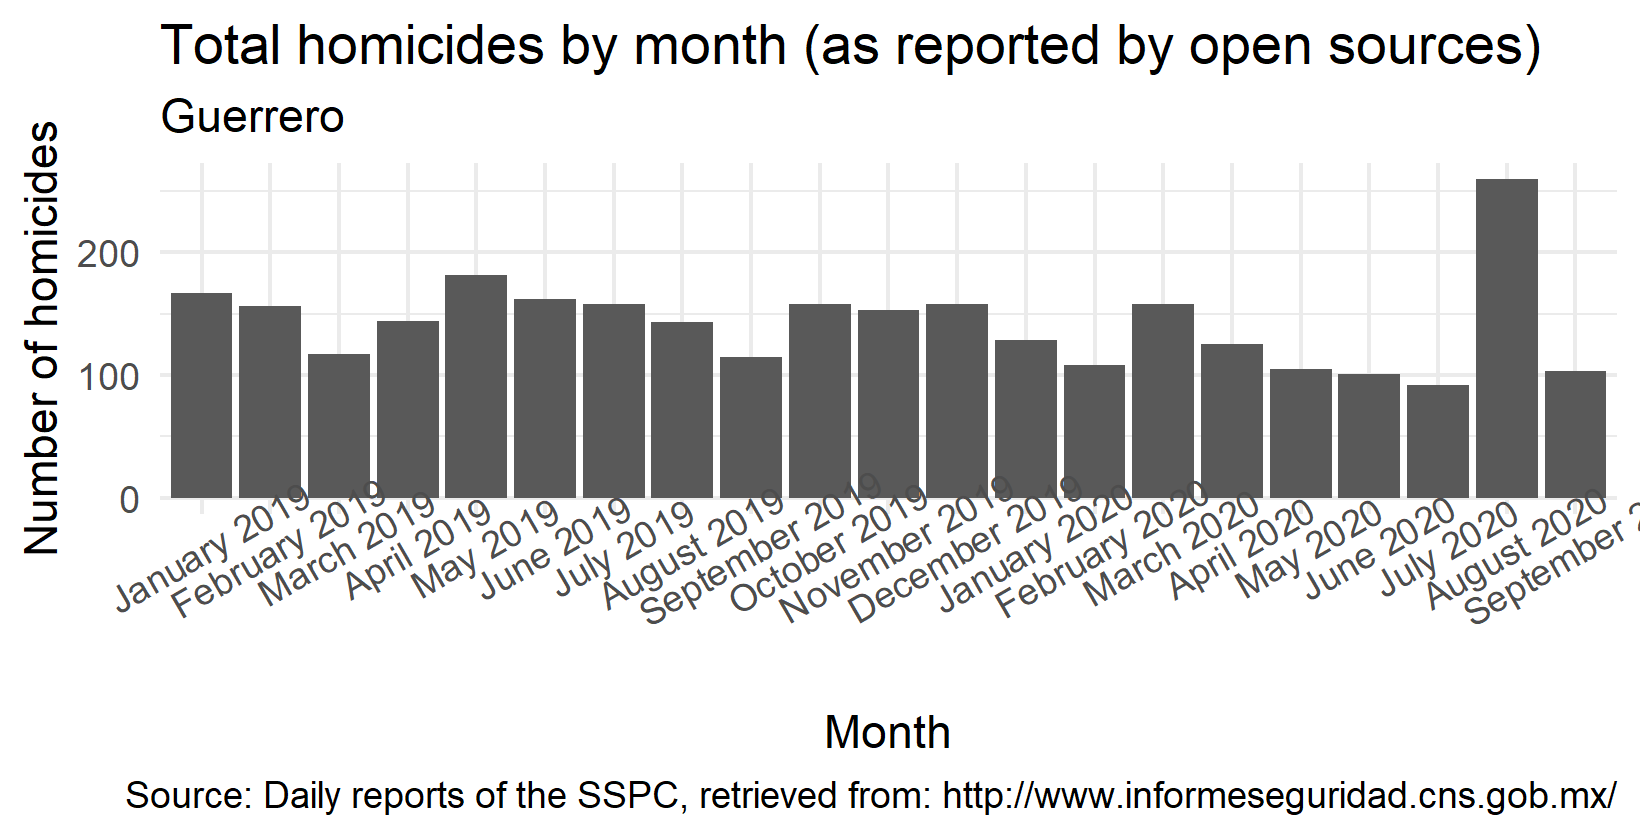 Total homicides by month (as reported by open sources)
Guerrero
Number of homicides
200
100
0
January 2019
February 2019
March 2019
April 2019
May 2019
June 2019
July 2019
August 2019
September 2019
October 2019
November 2019
December 2019
January 2020
February 2020
March 2020
April 2020
May 2020
June 2020
July 2020
August 2020
September
Month
Source: Daily reports of the SSPC, retrieved from: http://www.informeseguridad.cns.gob.mx/